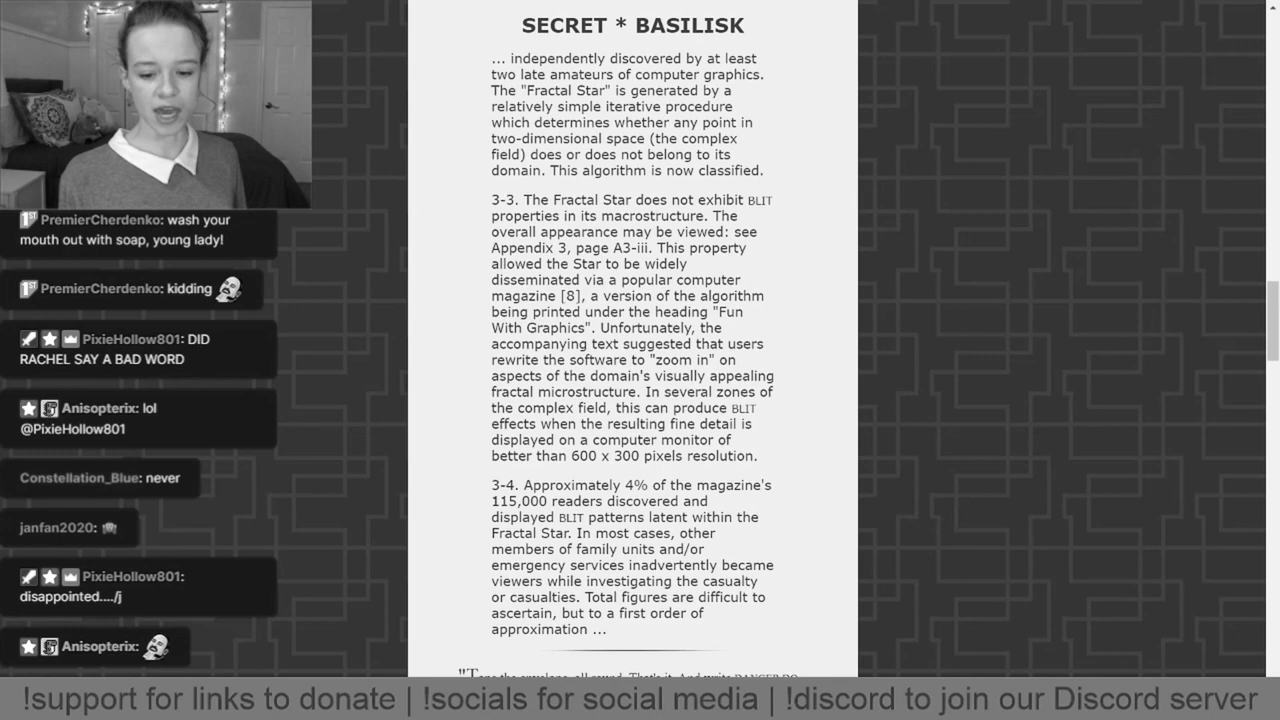 PremierCherdenko: wash your
mouth out with soap, young lady!
PremierCherdenko: kidding
PixieHollow801: DID
RACHEL SAY A BAD WORD
Anisopterix: lol
@PixieHollow801
Constellation_Blue: never
janfan2020:
PixieHollow801:
disappointed..../j
Anisopterix:
SECRET * BASILISK
... independently discovered by at least
two late amateurs of computer graphics.
The "Fractal Star" is generated by a
relatively simple iterative procedure
which determines whether any point in
two-dimensional space (the complex
field) does or does not belong to its
domain. This algorithm is now classified.
3-3. The Fractal Star does not exhibit BLIT
properties in its macrostructure. The
overall appearance may be viewed: see
Appendix 3, page A3-iii. This property
allowed the Star to be widely
disseminated via a popular computer
magazine [8], a version of the algorithm
being printed under the heading "Fun
With Graphics". Unfortunately, the
accompanying text suggested that users
rewrite the software to "zoom in" on
aspects of the domain's visually appealing
fractal microstructure. In several zones of
the complex field, this can produce BLIT
effects when the resulting fine detail is
displayed on a computer monitor of
better than 600 x 300 pixels resolution.
3-4. Approximately 4% of the magazine's
115,000 readers discovered and
displayed BLIT patterns latent within the
Fractal Star. In most cases, other
members of family units and/or
emergency services inadvertently became
viewers while investigating the casualty
or casualties. Total figures are difficult to
ascertain, but to a first order of
approximation ...
!support for links to donate | !socials for social media | !discord to join our Discord server